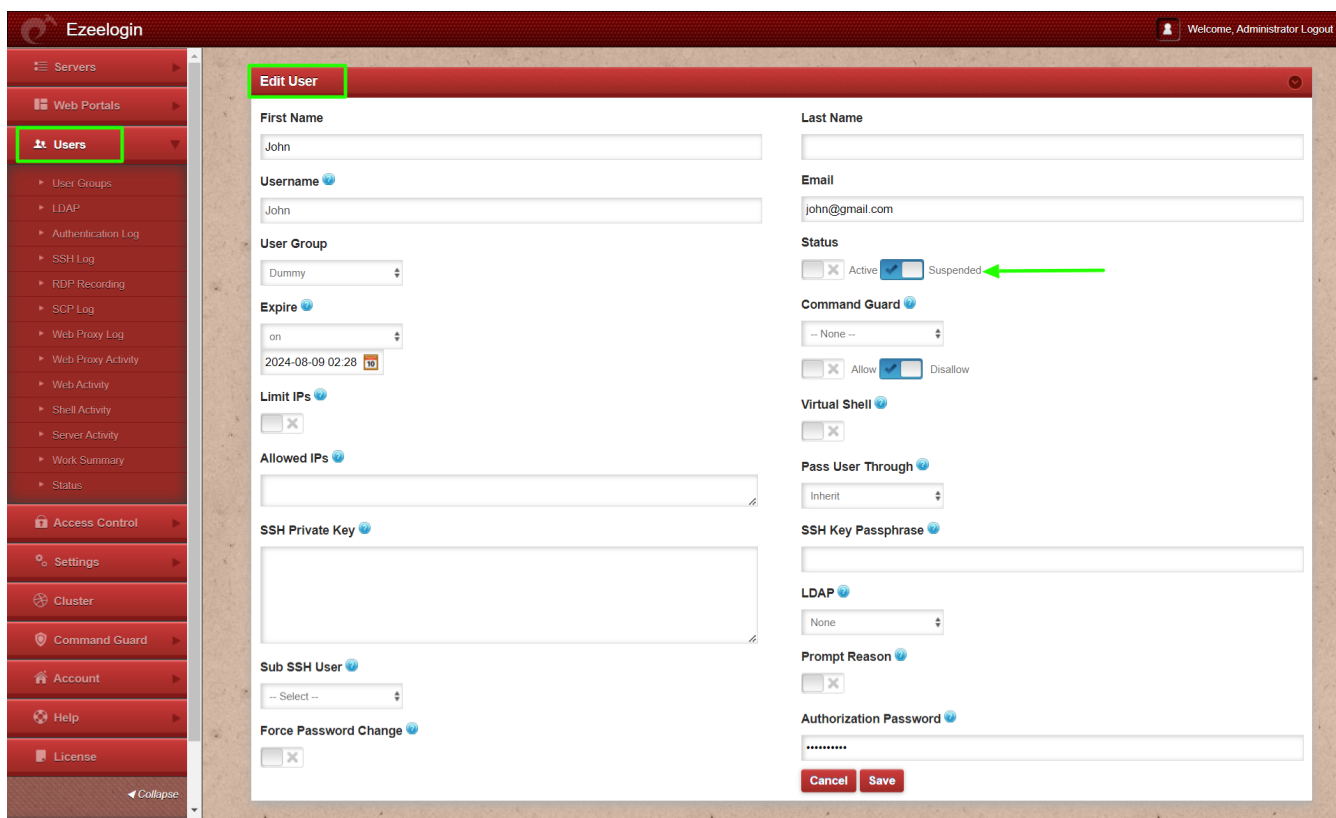 Ezeelogin
Welcome, Administrator Logout
Servers
Web Portals
Users
User Groups
LDAP
Authentication Log
SSH Log
RDP Recording
SCP Log
Web Proxy Log
Web Proxy Activity
Web Activity
Shell Activity
Server Activity
Work Summary
Status
Access Control
Settings
Cluster
Command Guard
Account
Help
License
Collapse
Edit User
First Name
John
Last Name
Username
John
Email
john@gmail.com
User Group
Dummy
Status
Active Suspended
Expire
on
2024-08-09 02:28 10
Command Guard
-- None --
Allow Disallow
Limit IPs
Virtual Shell
Allowed IPs
Pass User Through
Inherit
SSH Private Key
SSH Key Passphrase
LDAP
None
Sub SSH User
-- Select --
Prompt Reason
Force Password Change
Authorization Password
••••••••••
Cancel Save